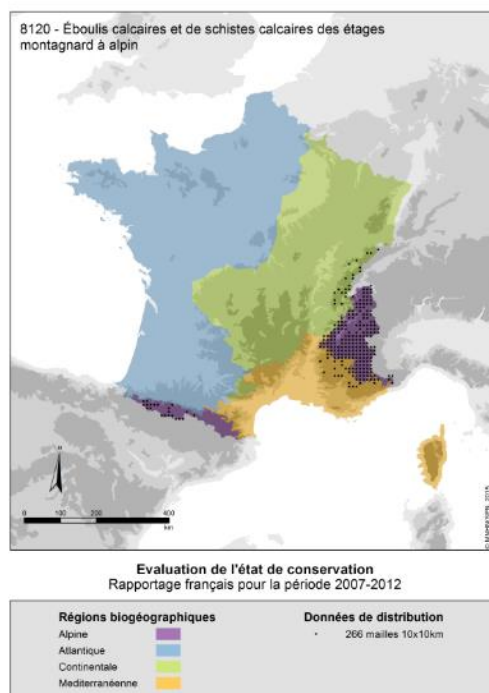 8120 - Éboulis calcaires et de schistes calcaires des étages
montagnard à alpin
N
0 100 200 300 400
km
Evaluation de l'état de conservation
Rapportage français pour la période 2007-2012
Régions biogéographiques
Données de distribution
Alpine
266 mailles 10x10km
Atlantique
Continentale
Mediterranéenne